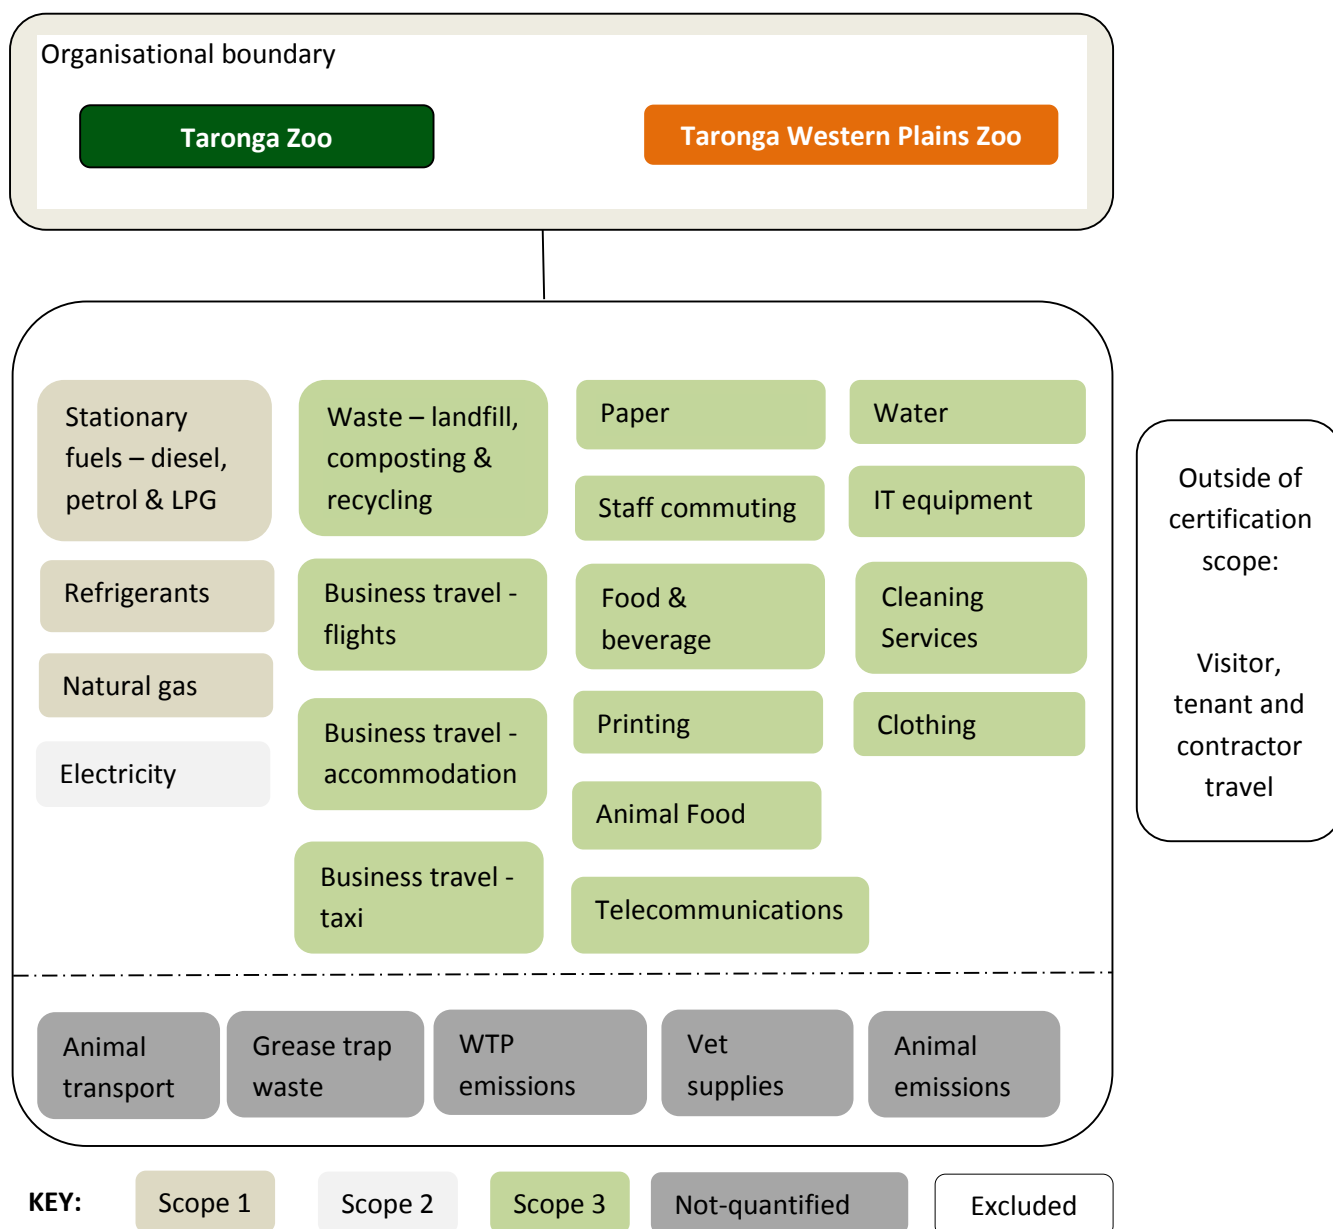 Organisational boundary
Taronga Zoo
Taronga Western Plains Zoo
Stationary
fuels – diesel,
petrol & LPG
Refrigerants
Natural gas
Electricity
Waste – landfill,
composting &
recycling
Business travel -
flights
Business travel -
accommodation
Business travel -
taxi
Paper
Staff commuting
Food &
beverage
Printing
Animal Food
Telecommunications
Water
IT equipment
Cleaning
Services
Clothing
Outside of
certification
scope:
Visitor,
tenant and
contractor
travel
Animal
transport
Grease trap
waste
WTP
emissions
Vet
supplies
Animal
emissions
KEY:
Scope 1
Scope 2
Scope 3
Not-quantified
Excluded